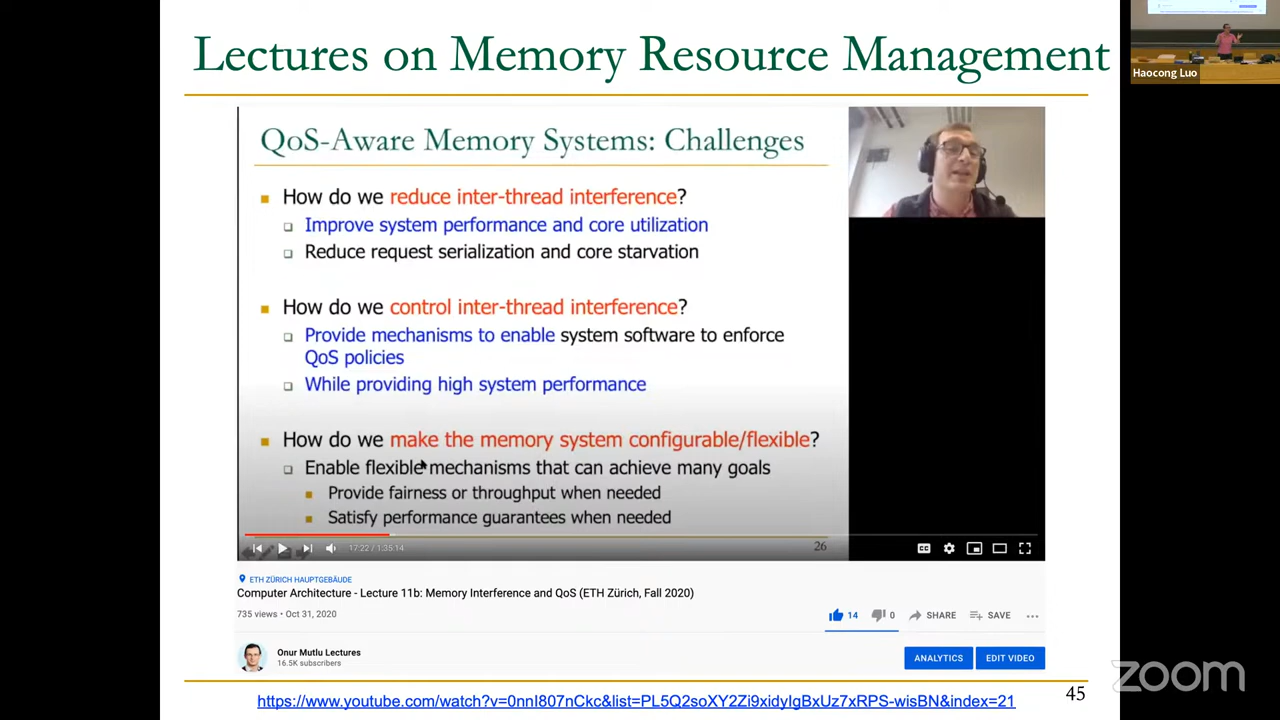 Lectures on Memory Resource Management
Haocong Luo
QoS-Aware Memory Systems: Challenges
How do we reduce inter-thread interference?
Improve system performance and core utilization
Reduce request serialization and core starvation
How do we control inter-thread interference?
Provide mechanisms to enable system software to enforce
QoS policies
While providing high system performance
How do we make the memory system configurable/flexible?
Enable flexible mechanisms that can achieve many goals
Provide fairness or throughput when needed
Satisfy performance guarantees when needed
26
17:22 / 1:35:14
ETH ZÜRICH HAUPTGEBÄUDE
Computer Architecture - Lecture 11b: Memory Interference and QoS (ETH Zürich, Fall 2020)
735 views • Oct 31, 2020
14 0 SHARE SAVE
Onur Mutlu Lectures
16.5K subscribers
ANALYTICS EDIT VIDEO
https://www.youtube.com/watch?v=0nnI807nCkc&list=PL5Q2soXY2Zi9xidyIgBxUz7xRPS-wisBN&index=21
45
zoom